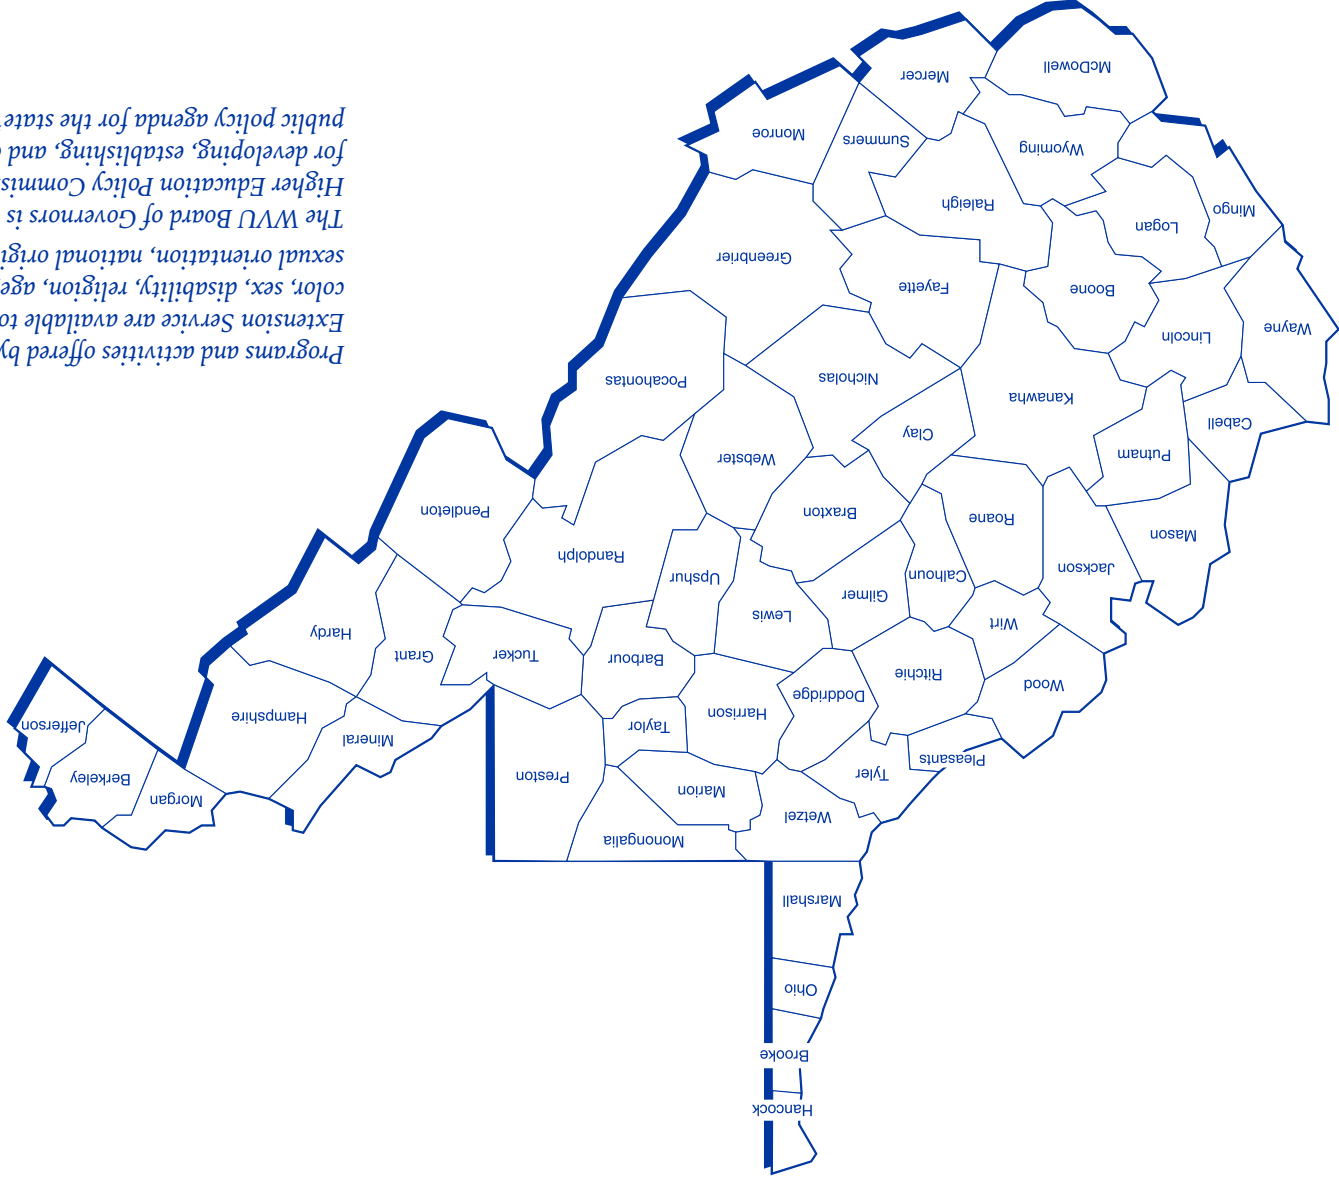 Hancock
Brooke
Ohio
Marshall
Monongalia
Wetzel
Morgan
Marion
Berkeley
Preston
Tyler
Pleasants
Mineral
Taylor
Jefferson
Hampshire
Harrison
Doddridge
Wood
Ritchie
Barbour
Tucker
Grant
Hardy
Wirt
Lewis
Gilmer
Upshur
Calhoun
Jackson
Randolph
Mason
Roane
Braxton
Pendleton
Webster
Putnam
Clay
Cabell
Kanawha
Pocahontas
Nicholas
Lincoln
Wayne
Boone
Fayette
Greenbrier
Logan
Mingo
Raleigh
Wyoming
Summers
Monroe
Mercer
McDowell
Programs and activities offered by
Extension Service are available to
color, sex, disability, religion, age
sexual orientation, national origi
The WVU Board of Governors is
Higher Education Policy Commis
for developing, establishing, and
public policy agenda for the state